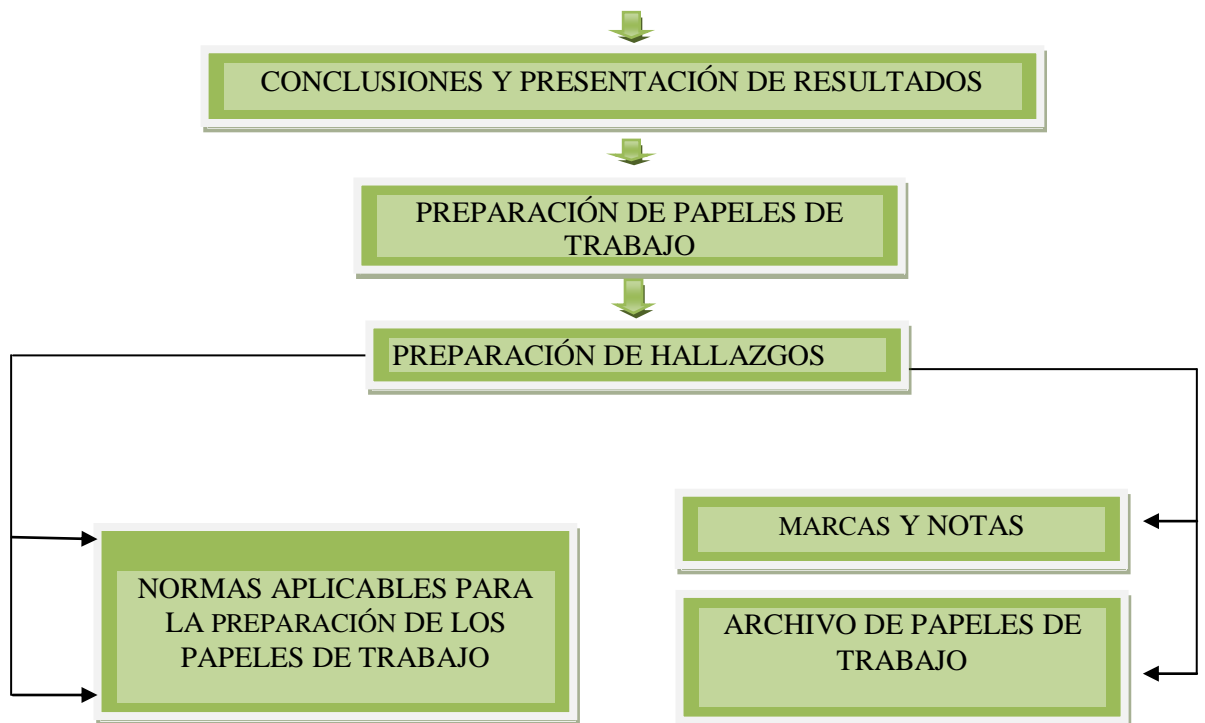 CONCLUSIONES Y PRESENTACIÓN DE RESULTADOS
PREPARACIÓN DE PAPELES DE
TRABAJO
PREPARACIÓN DE HALLAZGOS
NORMAS APLICABLES PARA
LA PREPARACIÓN DE LOS
PAPELES DE TRABAJO
MARCAS Y NOTAS
ARCHIVO DE PAPELES DE
TRABAJO